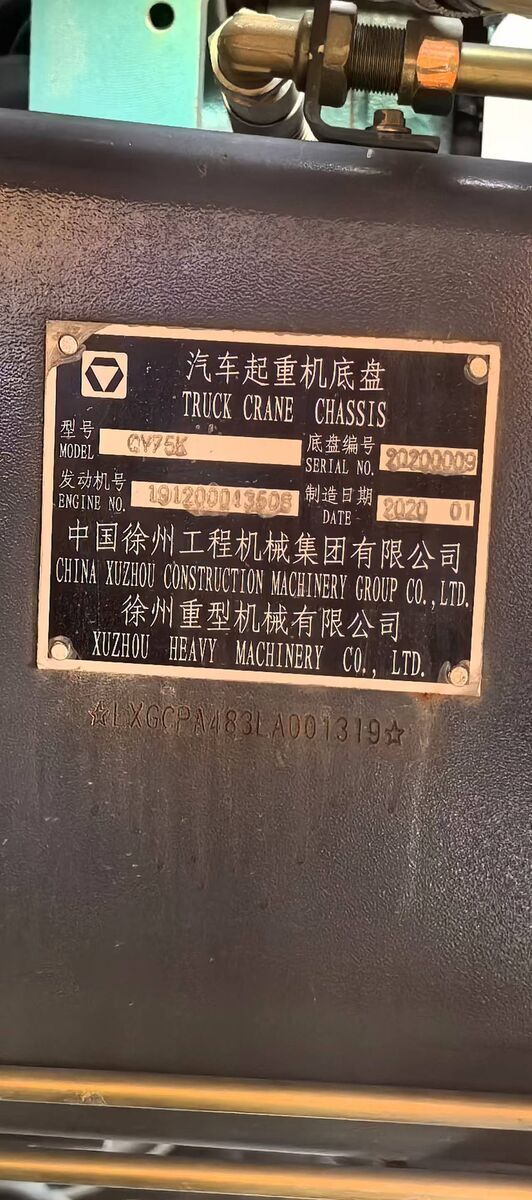 汽车起重机底盘
TRUCK CRANE CHASSIS
型号 MODEL QY75K
底盘编号 SERIAL NO. 20200009
发动机号 ENGINE NO. 191200013506
制造日期 DATE 2020 01
中国徐州工程机械集团有限公司
CHINA XUZHOU CONSTRUCTION MACHINERY GROUP CO., LTD.
徐州重型机械有限公司
XUZHOU HEAVY MACHINERY CO., LTD.
☆LXGCPA483LA001319☆